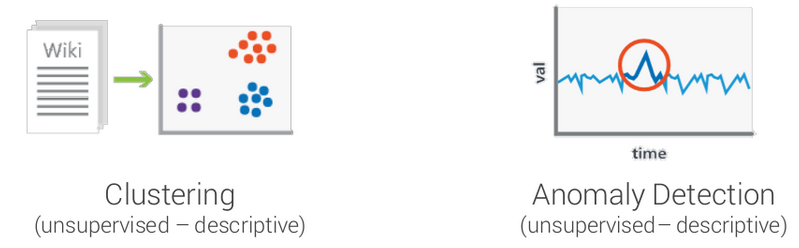 Wiki
val
time
Clustering
(unsupervised – descriptive)
Anomaly Detection
(unsupervised – descriptive)